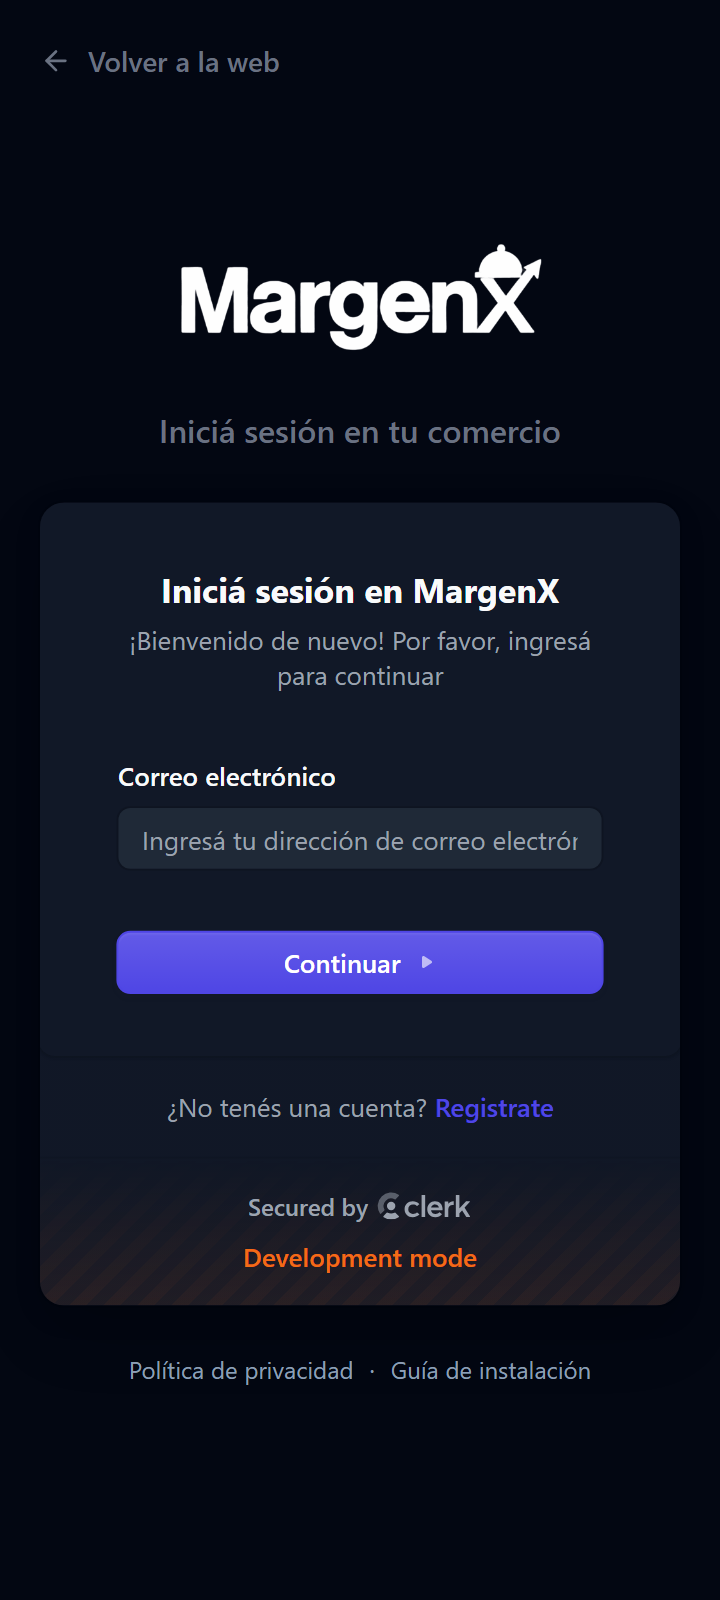 Volver a la web
MargenX
Iniciá sesión en tu comercio
Iniciá sesión en MargenX
¡Bienvenido de nuevo! Por favor, ingresá
para continuar
Correo electrónico
Ingresá tu dirección de correo electrón
Continuar
¿No tenés una cuenta? Registrate
Secured by clerk
Development mode
Política de privacidad · Guía de instalación